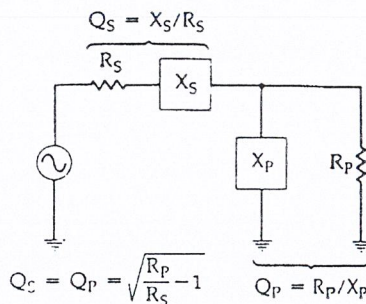 Q_S = X_S/R_S
R_S
X_S
X_P
R_P
Q_S = Q_P = √(R_P/R_S − 1)
Q_P = R_P/X_P